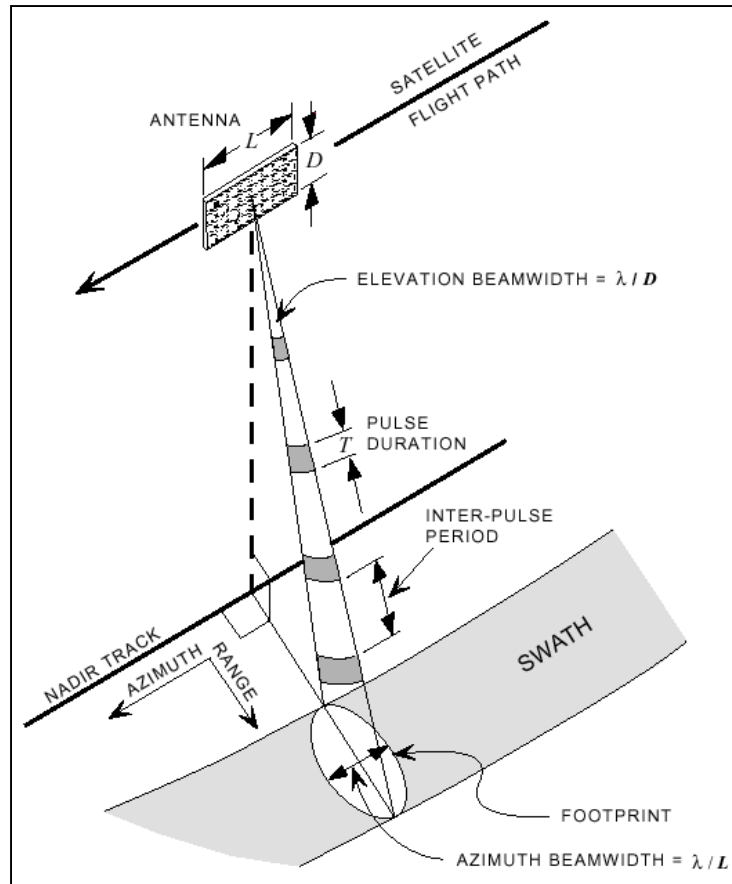 SATELLITE
FLIGHT PATH
ANTENNA
L
D
ELEVATION BEAMWIDTH = λ / D
PULSE
DURATION
T
INTER-PULSE
PERIOD
SWATH
NADIR TRACK
AZIMUTH
RANGE
FOOTPRINT
AZIMUTH BEAMWIDTH = λ / L